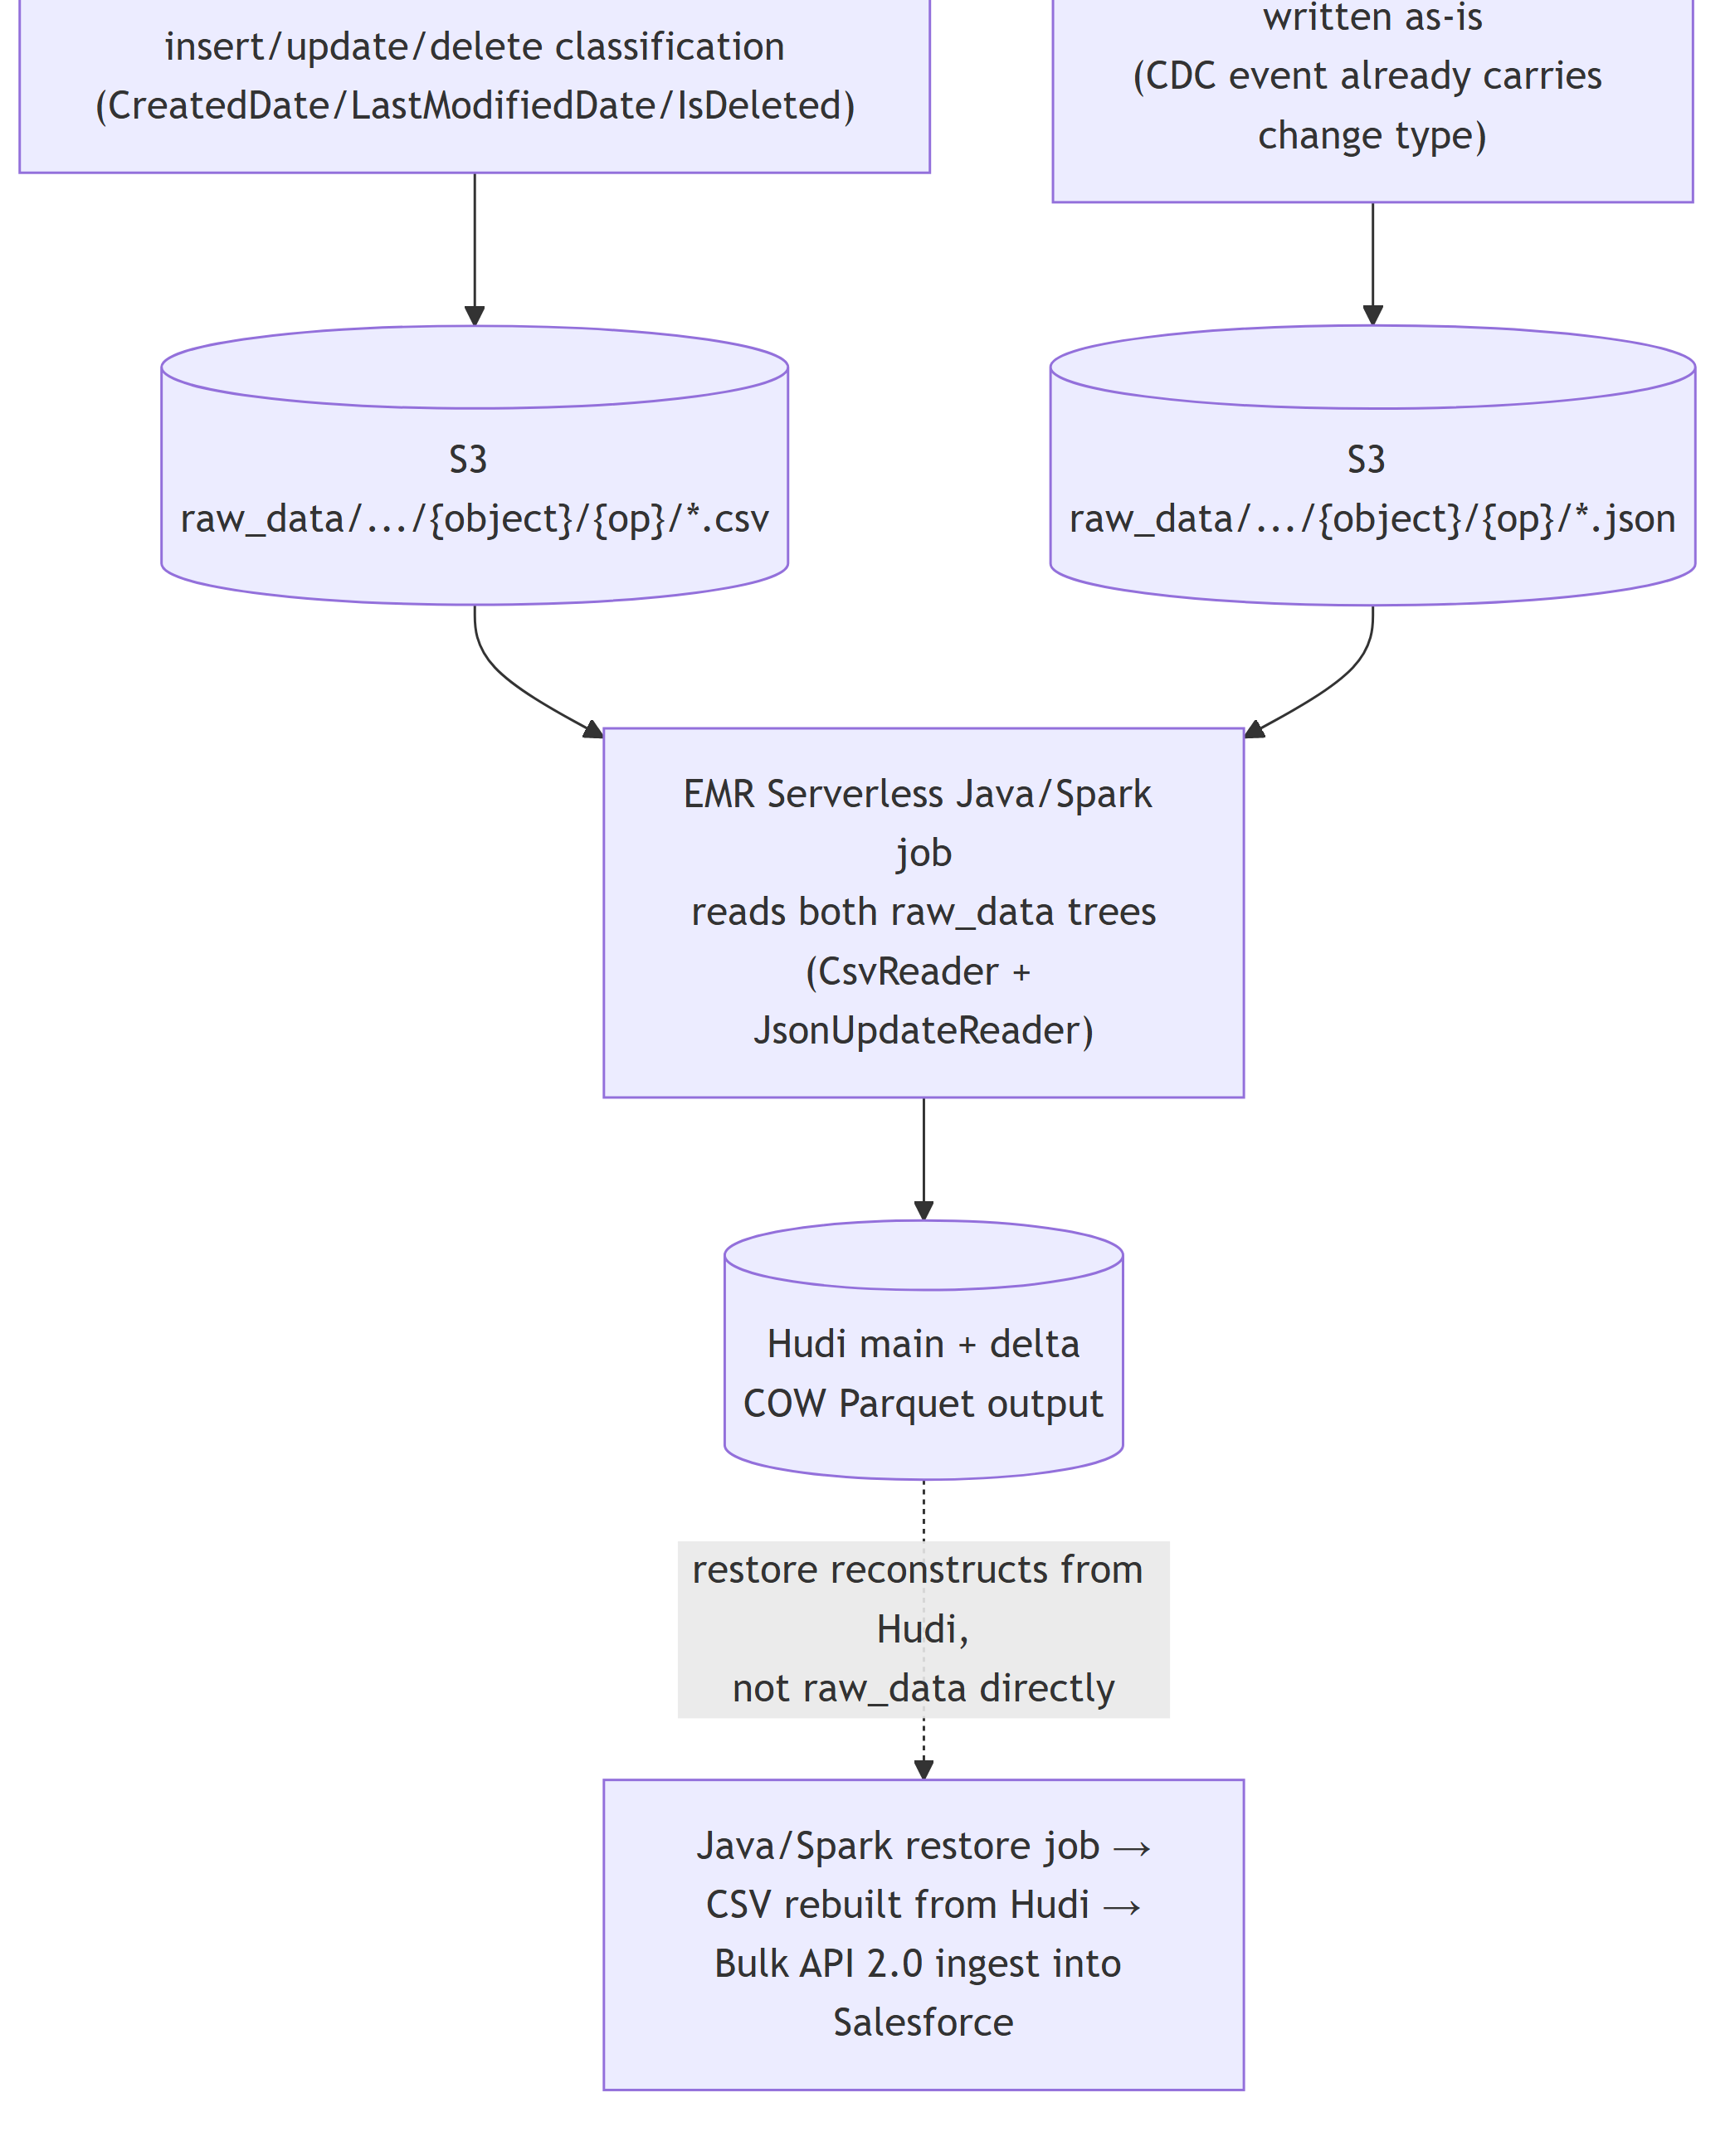 insert/update/delete classification
(CreatedDate/LastModifiedDate/IsDeleted)
written as-is
(CDC event already carries
change type)
S3
raw_data/.../{object}/{op}/*.csv
S3
raw_data/.../{object}/{op}/*.json
EMR Serverless Java/Spark
job
reads both raw_data trees
(CsvReader +
JsonUpdateReader)
Hudi main + delta
COW Parquet output
restore reconstructs from
Hudi,
not raw_data directly
Java/Spark restore job →
CSV rebuilt from Hudi →
Bulk API 2.0 ingest into
Salesforce